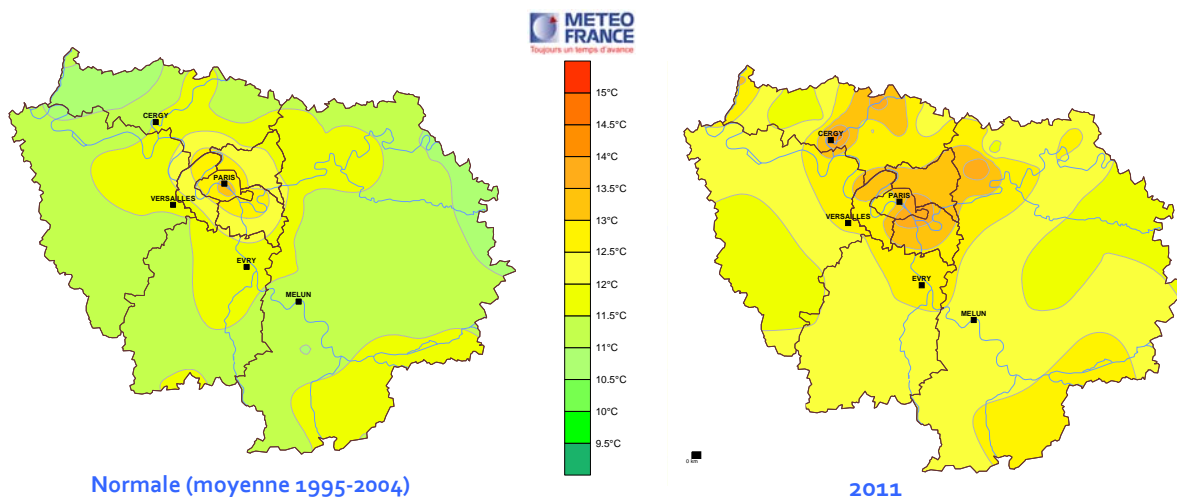 METEO
FRANCE
Toujours un temps d'avance
CERGY
PARIS
VERSAILLES
EVRY
MELUN
Normale (moyenne 1995-2004)
15°C
14.5°C
14°C
13.5°C
13°C
12.5°C
12°C
11.5°C
11°C
10.5°C
10°C
9.5°C
CERGY
PARIS
VERSAILLES
EVRY
MELUN
0 km
2011